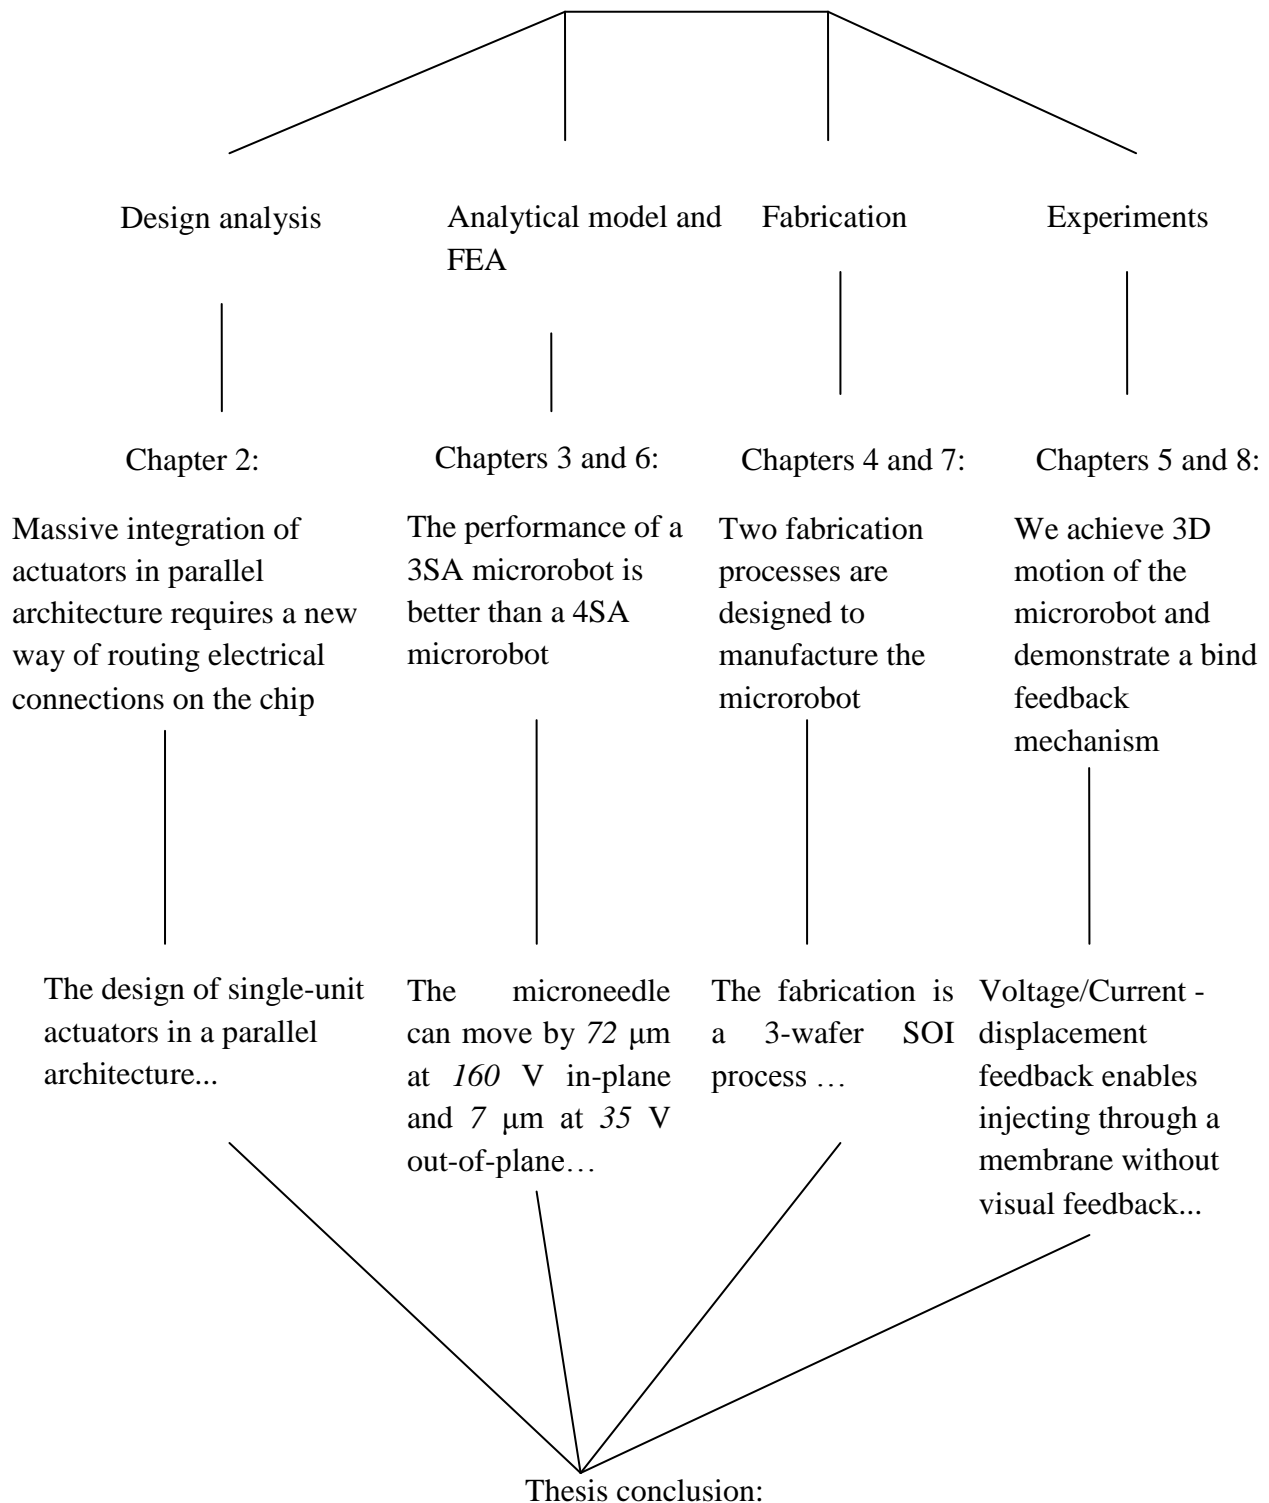 Design analysis
Analytical model and
FEA
Fabrication
Experiments
Chapter 2:
Massive integration of
actuators in parallel
architecture requires a new
way of routing electrical
connections on the chip
Chapters 3 and 6:
The performance of a
3SA microrobot is
better than a 4SA
microrobot
Chapters 4 and 7:
Two fabrication
processes are
designed to
manufacture the
microrobot
Chapters 5 and 8:
We achieve 3D
motion of the
microrobot and
demonstrate a bind
feedback
mechanism
The design of single-unit
actuators in a parallel
architecture...
The microneedle
can move by 72 μm
at 160 V in-plane
and 7 μm at 35 V
out-of-plane…
The fabrication is
a 3-wafer SOI
process …
Voltage/Current -
displacement
feedback enables
injecting through a
membrane without
visual feedback...
Thesis conclusion: